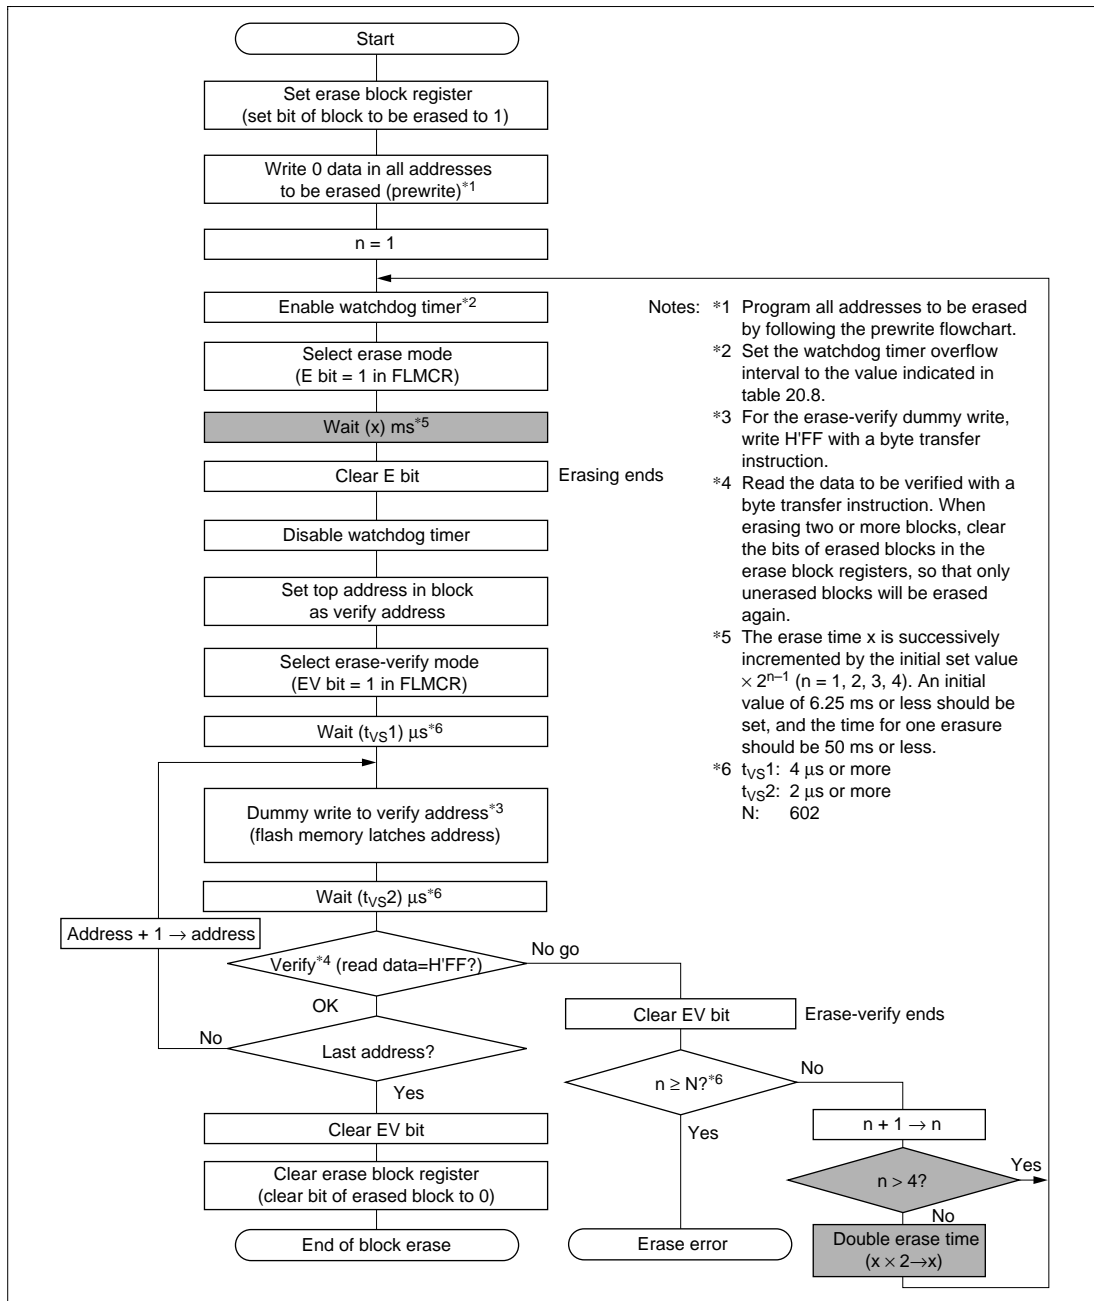 Start
Set erase block register
(set bit of block to be erased to 1)
Write 0 data in all addresses
to be erased (prewrite)*1
n = 1
Enable watchdog timer*2
Select erase mode
(E bit = 1 in FLMCR)
Wait (x) ms*5
Clear E bit
Erasing ends
Disable watchdog timer
Set top address in block
as verify address
Select erase-verify mode
(EV bit = 1 in FLMCR)
Wait (tVS1) μs*6
Dummy write to verify address*3
(flash memory latches address)
Wait (tVS2) μs*6
Address + 1 → address
Verify*4 (read data=H'FF?)
No go
OK
Last address?
No
Yes
Clear EV bit
Clear erase block register
(clear bit of erased block to 0)
End of block erase
Clear EV bit
Erase-verify ends
n ≥ N?*6
No
Yes
Erase error
n + 1 → n
n > 4?
Yes
No
Double erase time
(x × 2→x)
Notes: *1 Program all addresses to be erased
by following the prewrite flowchart.
*2 Set the watchdog timer overflow
interval to the value indicated in
table 20.8.
*3 For the erase-verify dummy write,
write H'FF with a byte transfer
instruction.
*4 Read the data to be verified with a
byte transfer instruction. When
erasing two or more blocks, clear
the bits of erased blocks in the
erase block registers, so that only
unerased blocks will be erased
again.
*5 The erase time x is successively
incremented by the initial set value
× 2n–1 (n = 1, 2, 3, 4). An initial
value of 6.25 ms or less should be
set, and the time for one erasure
should be 50 ms or less.
*6 tVS1: 4 μs or more
tVS2: 2 μs or more
N: 602